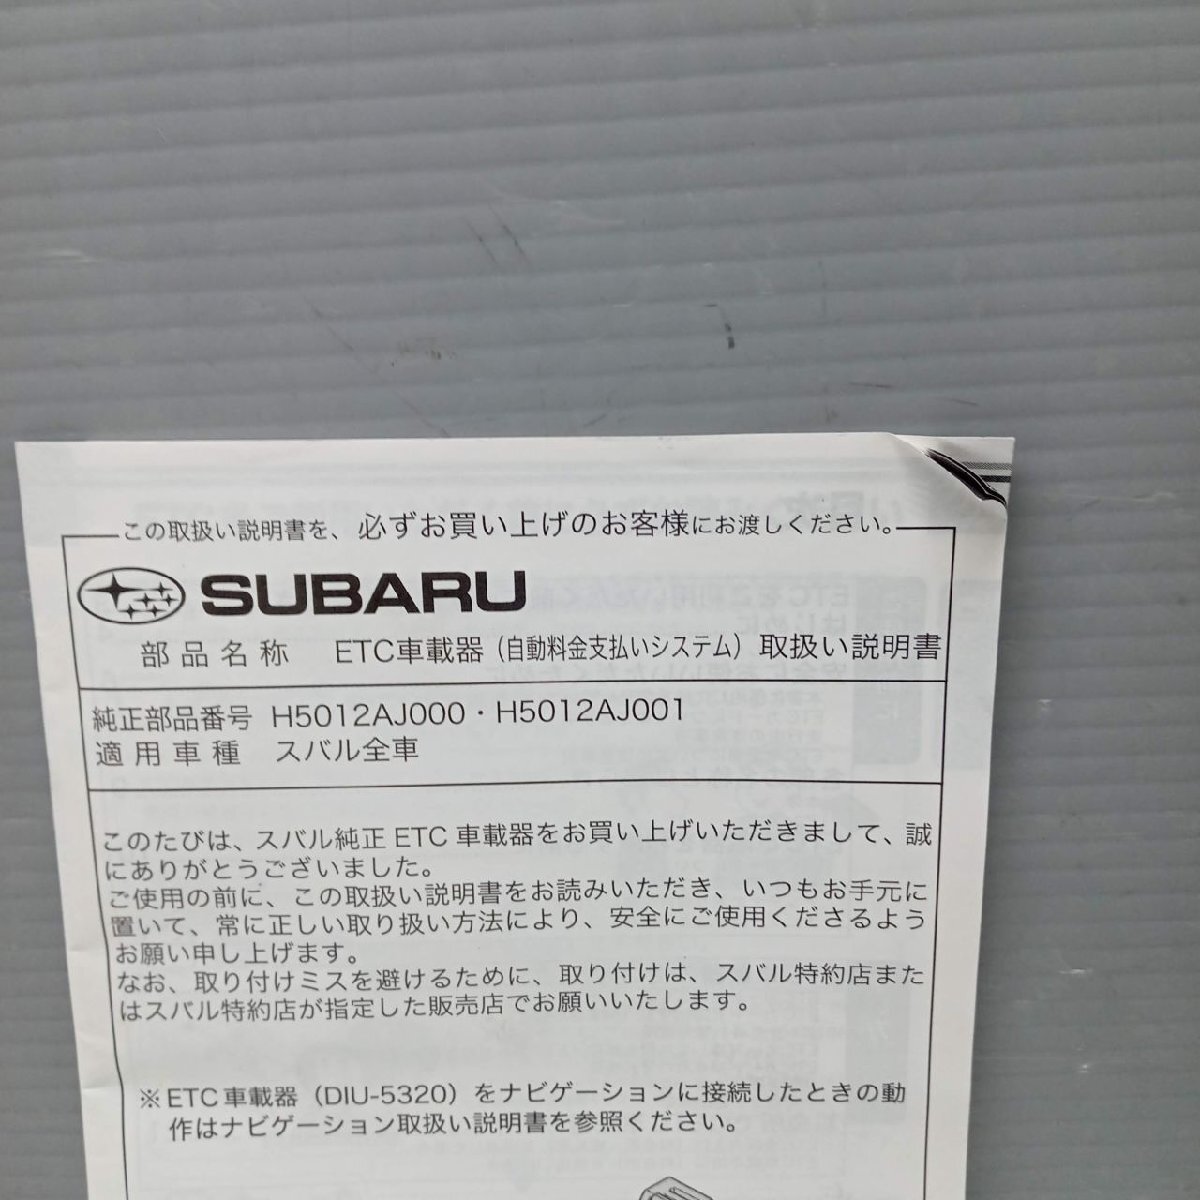 この取扱い説明書を、必ずお買い上げのお客様にお渡しください。
SUBARU
部品名称 ETC車載器（自動料金支払いシステム）取扱い説明書
純正部品番号 H5012AJ000・H5012AJ001
適用車種 スバル全車
このたびは、スバル純正 ETC 車載器をお買い上げいただきまして、誠
にありがとうございました。
ご使用の前に、この取扱い説明書をお読みいただき、いつもお手元に
置いて、常に正しい取り扱い方法により、安全にご使用くださるよう
お願い申し上げます。
なお、取り付けミスを避けるために、取り付けは、スバル特約店また
はスバル特約店が指定した販売店でお願いいたします。
※ETC車載器（DIU-5320）をナビゲーションに接続したときの動
作はナビゲーション取扱い説明書を参照ください。